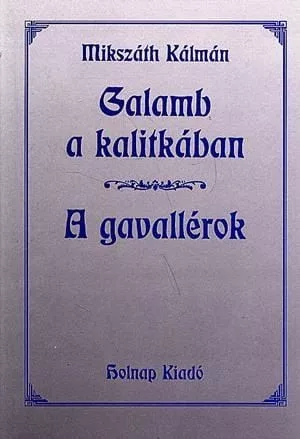 Mikszáth Kálmán
Galamb
a kalitkában
A gavallérok
Holnap Kiadó